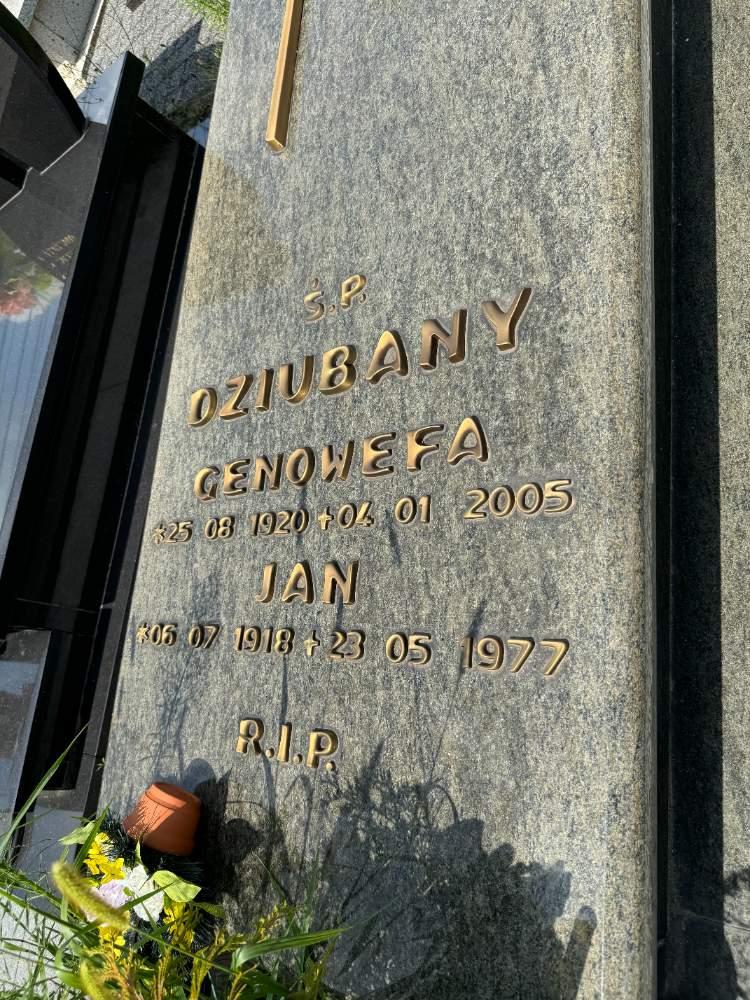 Ś.P.
DZIUBANY
GENOWEFA
*25 08 1920 +04 01 2005
JAN
*06 07 1918 + 23 05 1977
R.I.P.